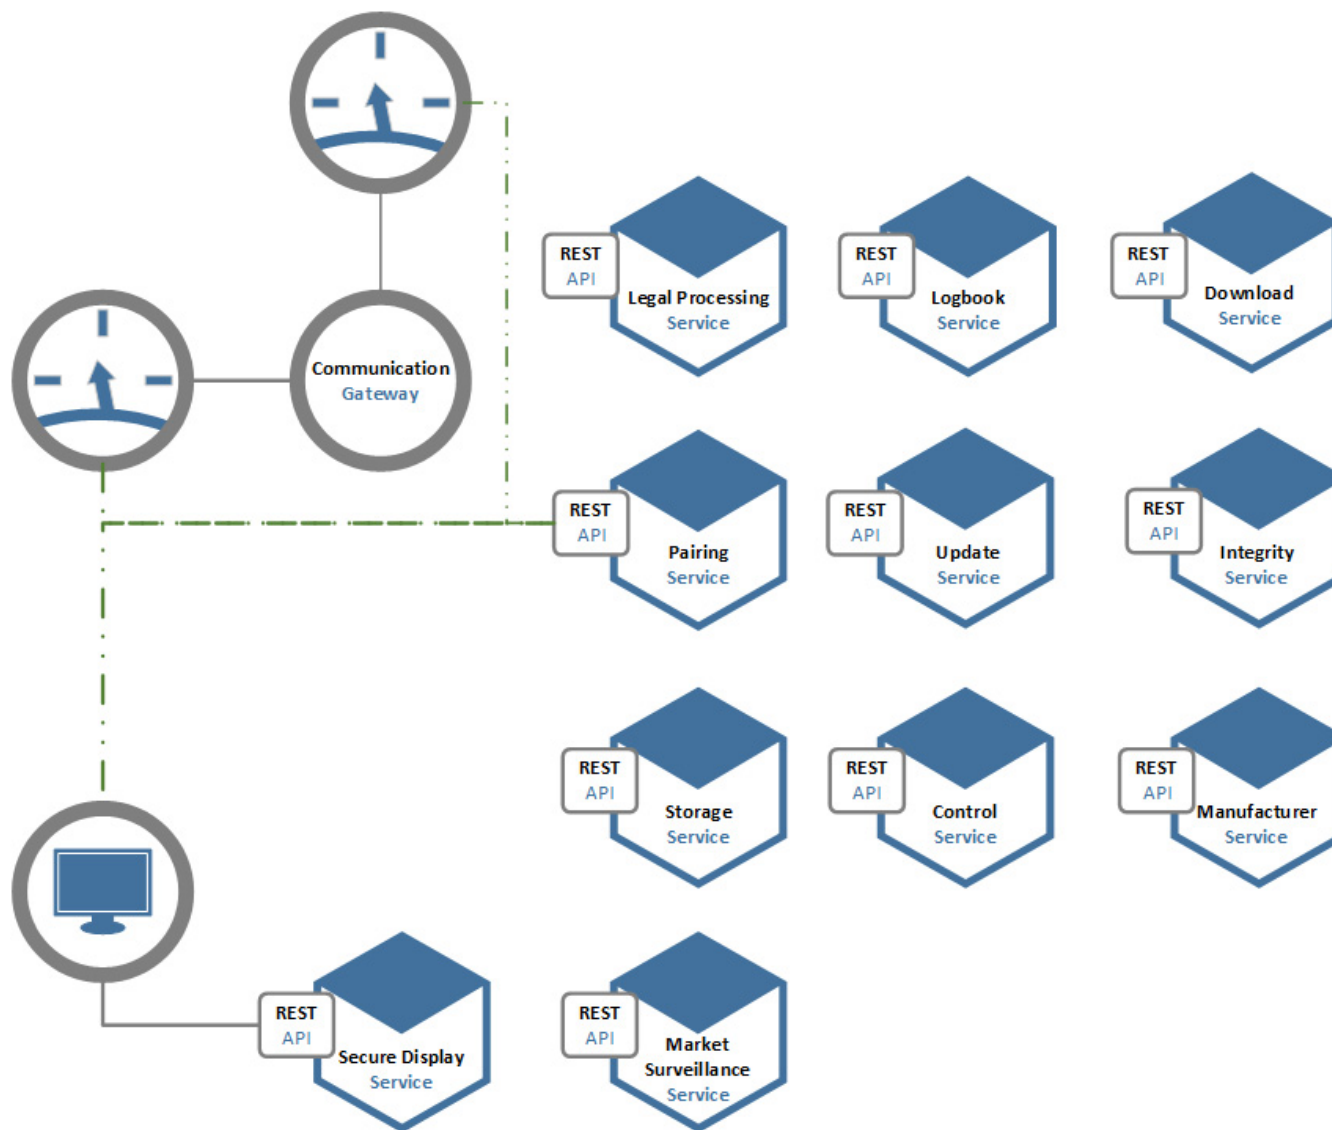 REST
API
Legal Processing
Service
REST
API
Logbook
Service
REST
API
Download
Service
Communication
Gateway
REST
API
Pairing
Service
REST
API
Update
Service
REST
API
Integrity
Service
REST
API
Storage
Service
REST
API
Control
Service
REST
API
Manufacturer
Service
REST
API
Secure Display
Service
REST
API
Market
Surveillance
Service